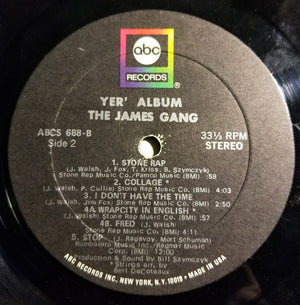 abc
RECORDS
YER' ALBUM
THE JAMES GANG
ABCS 688-B
Side 2
33⅓ RPM
STEREO
1. STONE RAP
(J. Walsh, J. Fox, T. Kriss, B. Szymczyk)
Stone Rap Music Co./Pamco Music (BMI) :59
2. COLLAGE *
(J. Walsh, P. Cullie) Stone Rap Music Co. (BMI) 4:03
3. I DON'T HAVE THE TIME
(J. Walsh, Jim Fox) Stone Rap Music Co. (BMI) 2:42
4A. WRAPCITY IN ENGLISH *
(J. Walsh) Stone Rap Music Co. (BMI) :57
4B. FRED (J. Walsh)
Stone Rap Music Co. (BMI) 4:08
5. STOP (J. Ragavoy, Mort Schuman)
Rumbalero Music Inc./Ragmar Music
Corp. (BMI) 12:00
Produced by Bill Szymczyk
* Strings arr. by
Bert DeCoteaux
ABC RECORDS INC., NEW YORK, N.Y. 10019 • MADE IN USA